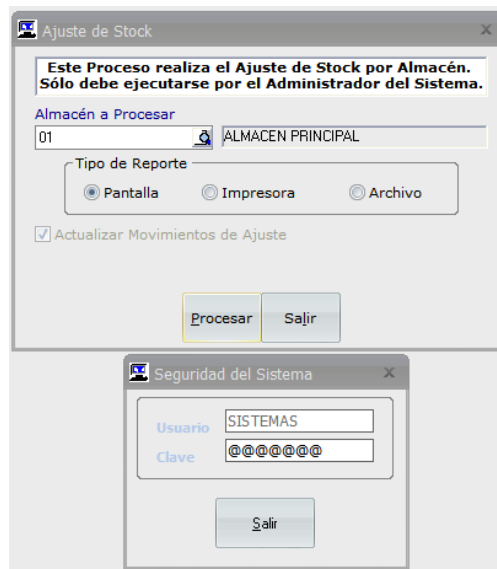 Ajuste de Stock
x
Este Proceso realiza el Ajuste de Stock por Almacén.
Sólo debe ejecutarse por el Administrador del Sistema.
Almacén a Procesar
01 ALMACEN PRINCIPAL
Tipo de Reporte
Pantalla Impresora Archivo
Actualizar Movimientos de Ajuste
Procesar Salir
Seguridad del Sistema
x
Usuario SISTEMAS
Clave @@@@@@@
Salir